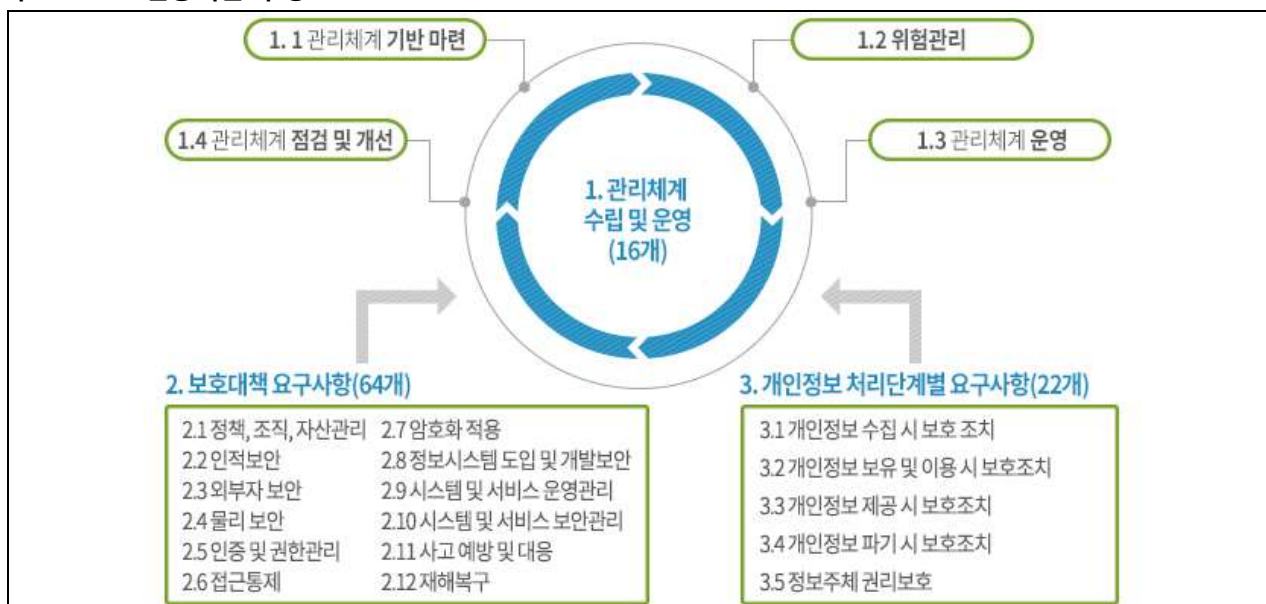 1. 1 관리체계 기반 마련
1.2 위험관리
1.4 관리체계 점검 및 개선
1.3 관리체계 운영
1. 관리체계
수립 및 운영
(16개)
2. 보호대책 요구사항(64개)
2.1 정책, 조직, 자산관리
2.2 인적보안
2.3 외부자 보안
2.4 물리 보안
2.5 인증 및 권한관리
2.6 접근통제
2.7 암호화 적용
2.8 정보시스템 도입 및 개발보안
2.9 시스템 및 서비스 운영관리
2.10 시스템 및 서비스 보안관리
2.11 사고 예방 및 대응
2.12 재해복구
3. 개인정보 처리단계별 요구사항(22개)
3.1 개인정보 수집 시 보호 조치
3.2 개인정보 보유 및 이용 시 보호조치
3.3 개인정보 제공 시 보호조치
3.4 개인정보 파기 시 보호조치
3.5 정보주체 권리보호